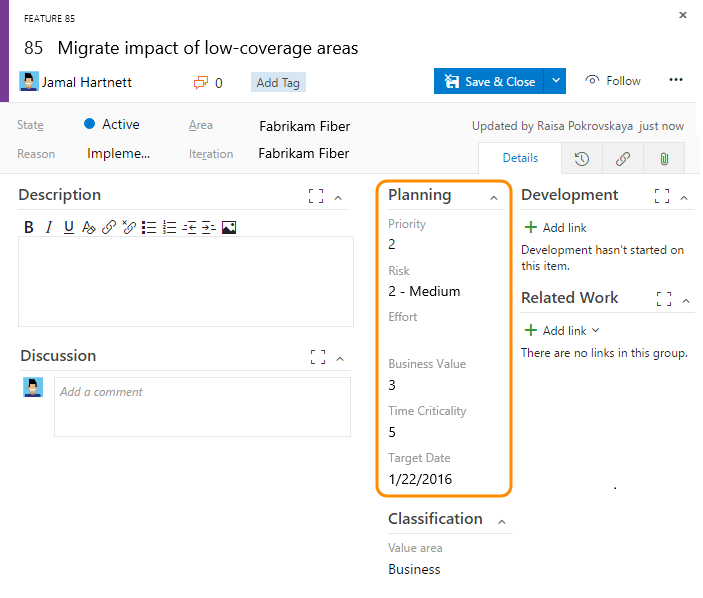 FEATURE 85
85 Migrate impact of low-coverage areas
Jamal Hartnett
0
Add Tag
Save & Close
Follow
State
Active
Area
Fabrikam Fiber
Updated by Raisa Pokrovskaya just now
Reason
Impleme...
Iteration
Fabrikam Fiber
Details
Description
B I U
Discussion
Add a comment
Planning
Priority
2
Risk
2 - Medium
Effort
Business Value
3
Time Criticality
5
Target Date
1/22/2016
Classification
Value area
Business
Development
Add link
Development hasn't started on
this item.
Related Work
Add link
There are no links in this group.